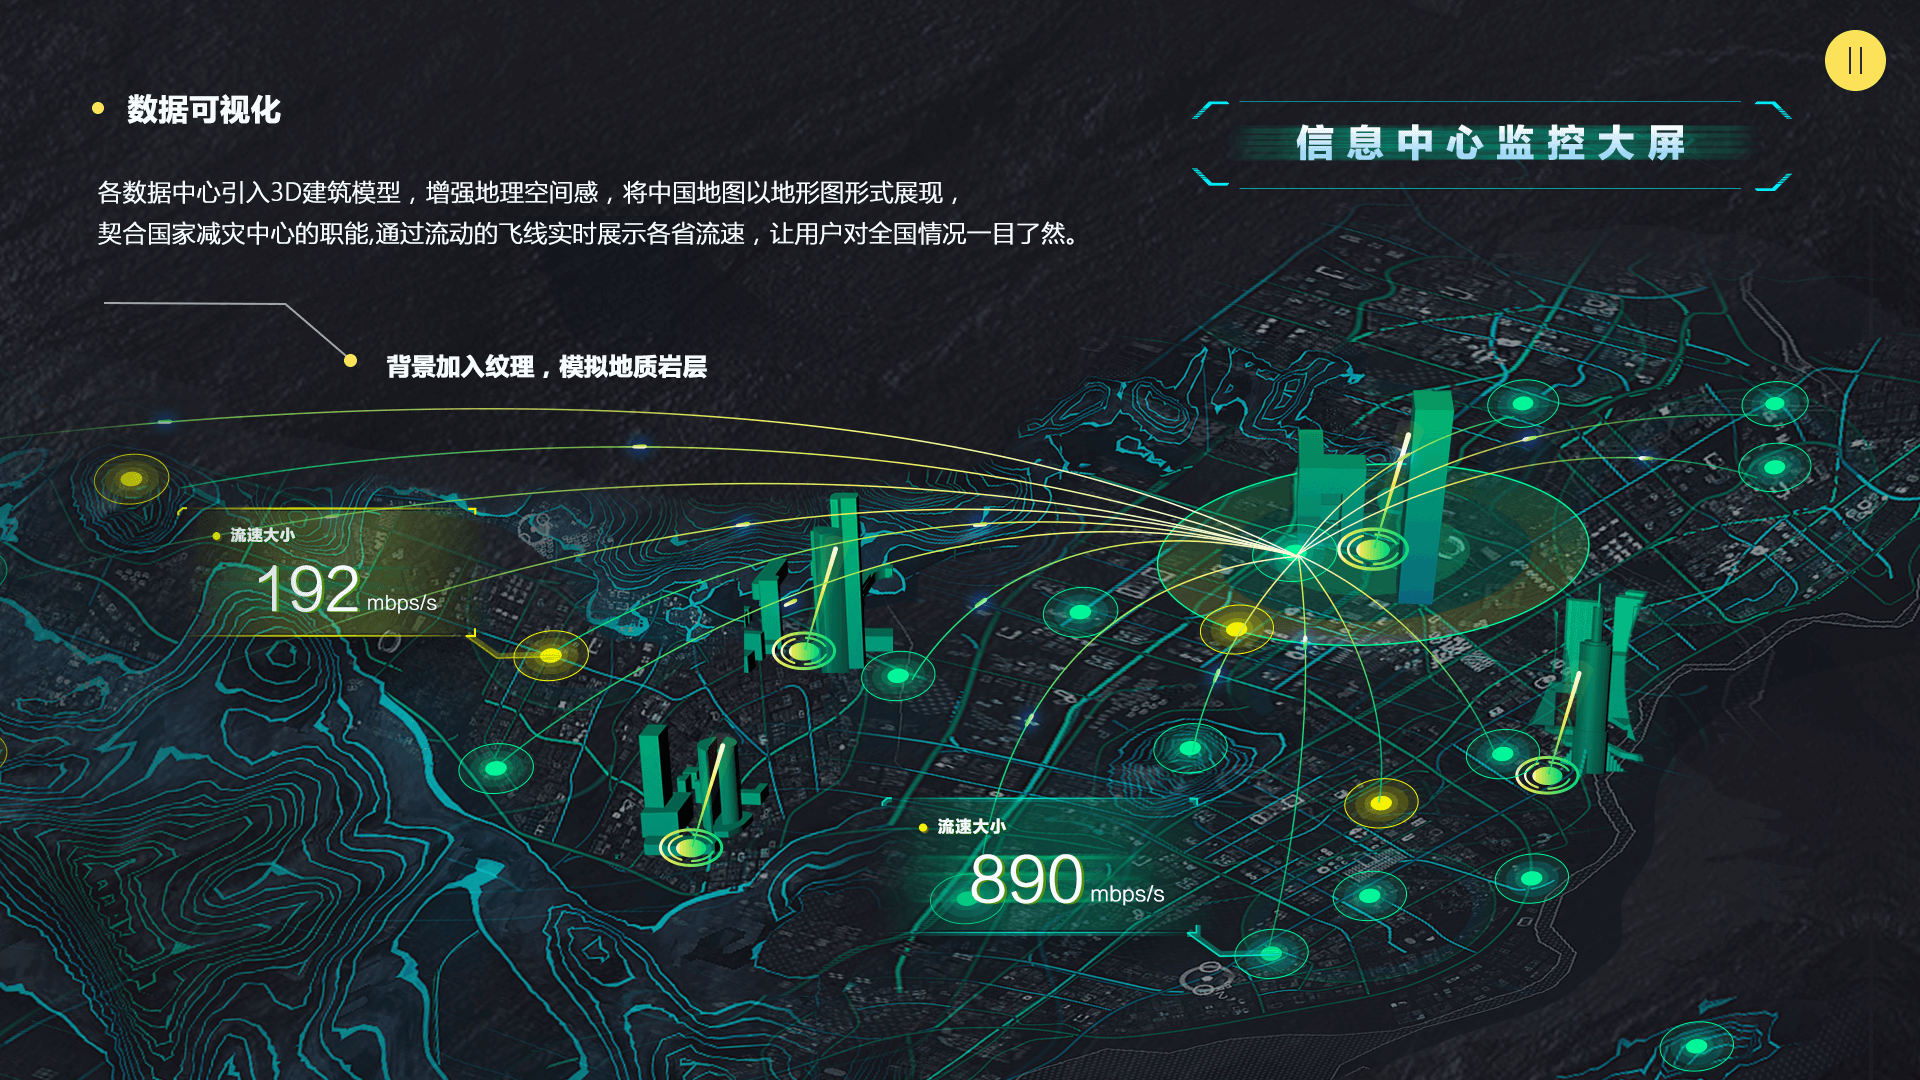 数据可视化
信息中心监控大屏
各数据中心引入3D建筑模型，增强地理空间感，将中国地图以地形图形式展现，
契合国家减灾中心的职能,通过流动的飞线实时展示各省流速，让用户对全国情况一目了然。
背景加入纹理，模拟地质岩层
流速大小
192 mbps/s
流速大小
890 mbps/s